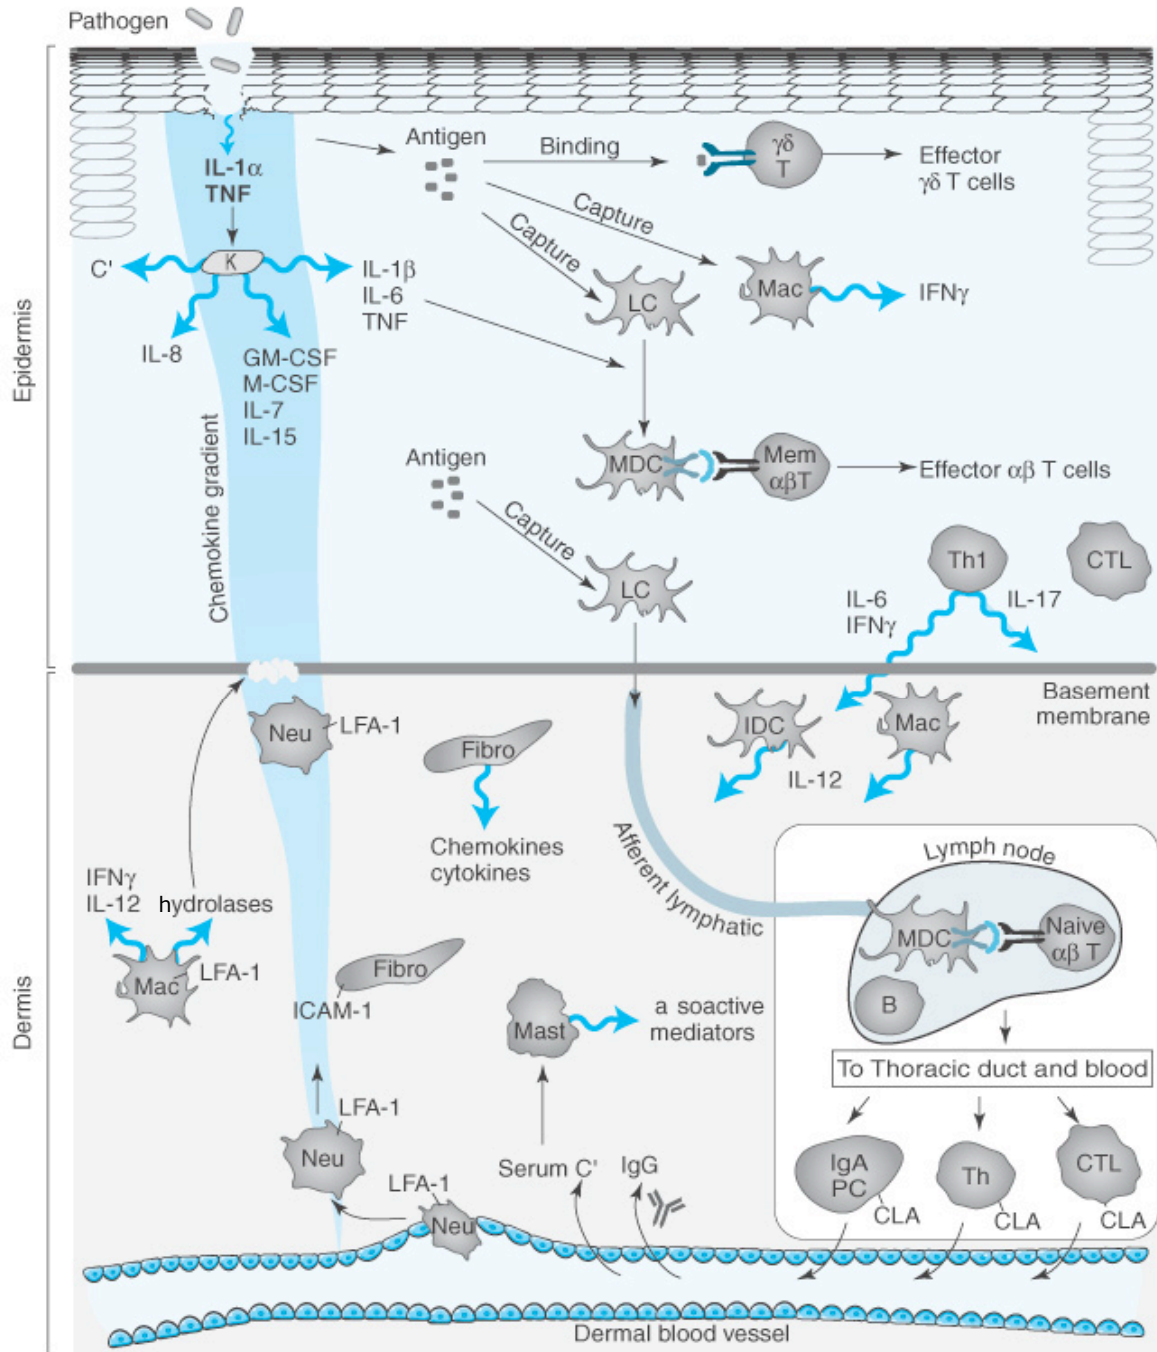 Pathogen
Epidermis
IL-1α
TNF
K
C'
IL-8
GM-CSF
M-CSF
IL-7
IL-15
IL-1β
IL-6
TNF
Chemokine gradient
Antigen
Binding
γδ
T
Effector
γδ T cells
Capture
Capture
LC
Mac
IFNγ
MDC
Mem
αβT
Effector αβ T cells
Antigen
Capture
LC
Th1
CTL
IL-6
IFNγ
IL-17
Basement
membrane
Dermis
Neu
LFA-1
Fibro
Chemokines
cytokines
IDC
IL-12
Mac
Afferent lymphatic
IFNγ
IL-12
hydrolases
Mac
LFA-1
Fibro
ICAM-1
Mast
a soactive
mediators
Lymph node
MDC
Naive
αβ T
B
To Thoracic duct and blood
IgA
PC
CLA
Th
CLA
CTL
CLA
LFA-1
Neu
LFA-1
Neu
Serum C'
IgG
Dermal blood vessel